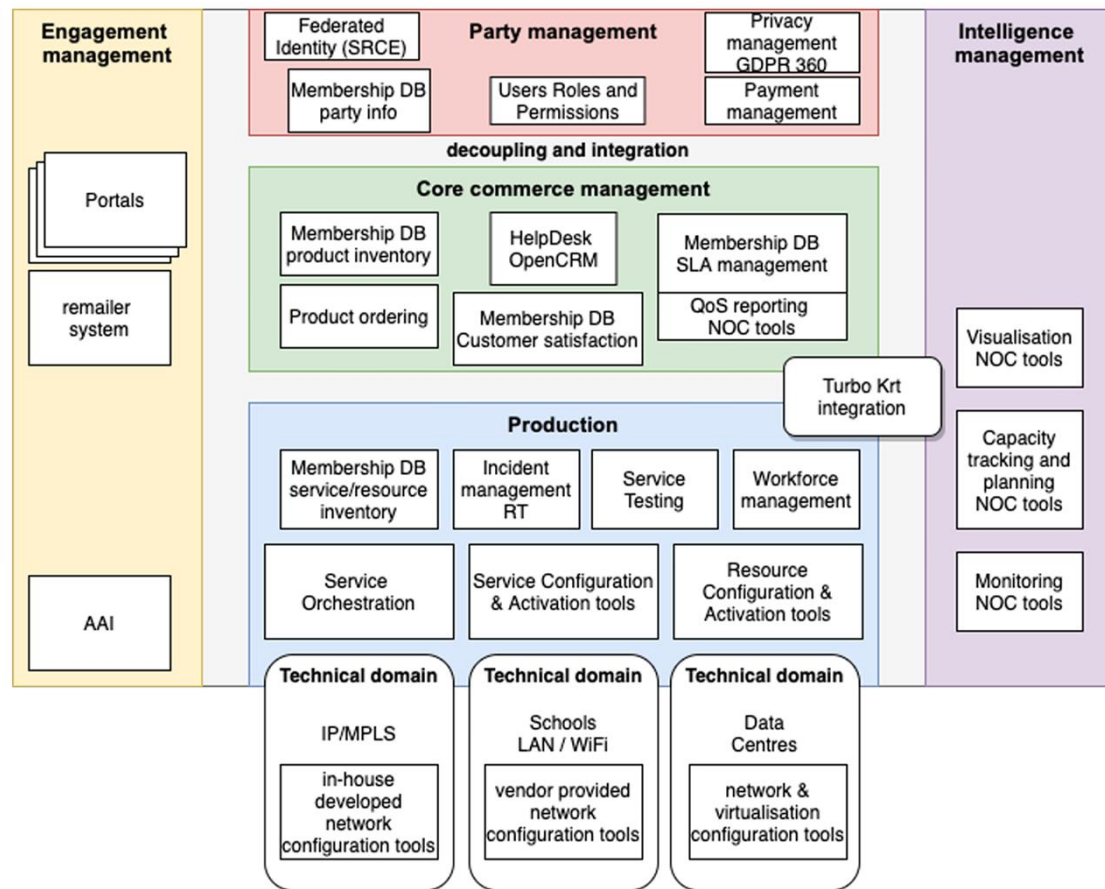 Engagement
management
Federated
Identity (SRCE)
Party management
Privacy
management
GDPR 360
Membership DB
party info
Users Roles and
Permissions
Payment
management
Intelligence
management
decoupling and integration
Core commerce management
Portals
remailer
system
AAI
Membership DB
product inventory
HelpDesk
OpenCRM
Membership DB
SLA management
Product ordering
Membership DB
Customer satisfaction
QoS reporting
NOC tools
Turbo Krt
integration
Visualisation
NOC tools
Capacity
tracking and
planning
NOC tools
Monitoring
NOC tools
Production
Membership DB
service/resource
inventory
Incident
management
RT
Service
Testing
Workforce
management
Service
Orchestration
Service Configuration
& Activation tools
Resource
Configuration &
Activation tools
Technical domain
IP/MPLS
in-house
developed
network
configuration tools
Technical domain
Schools
LAN / WiFi
vendor provided
network
configuration tools
Technical domain
Data
Centres
network &
virtualisation
configuration tools